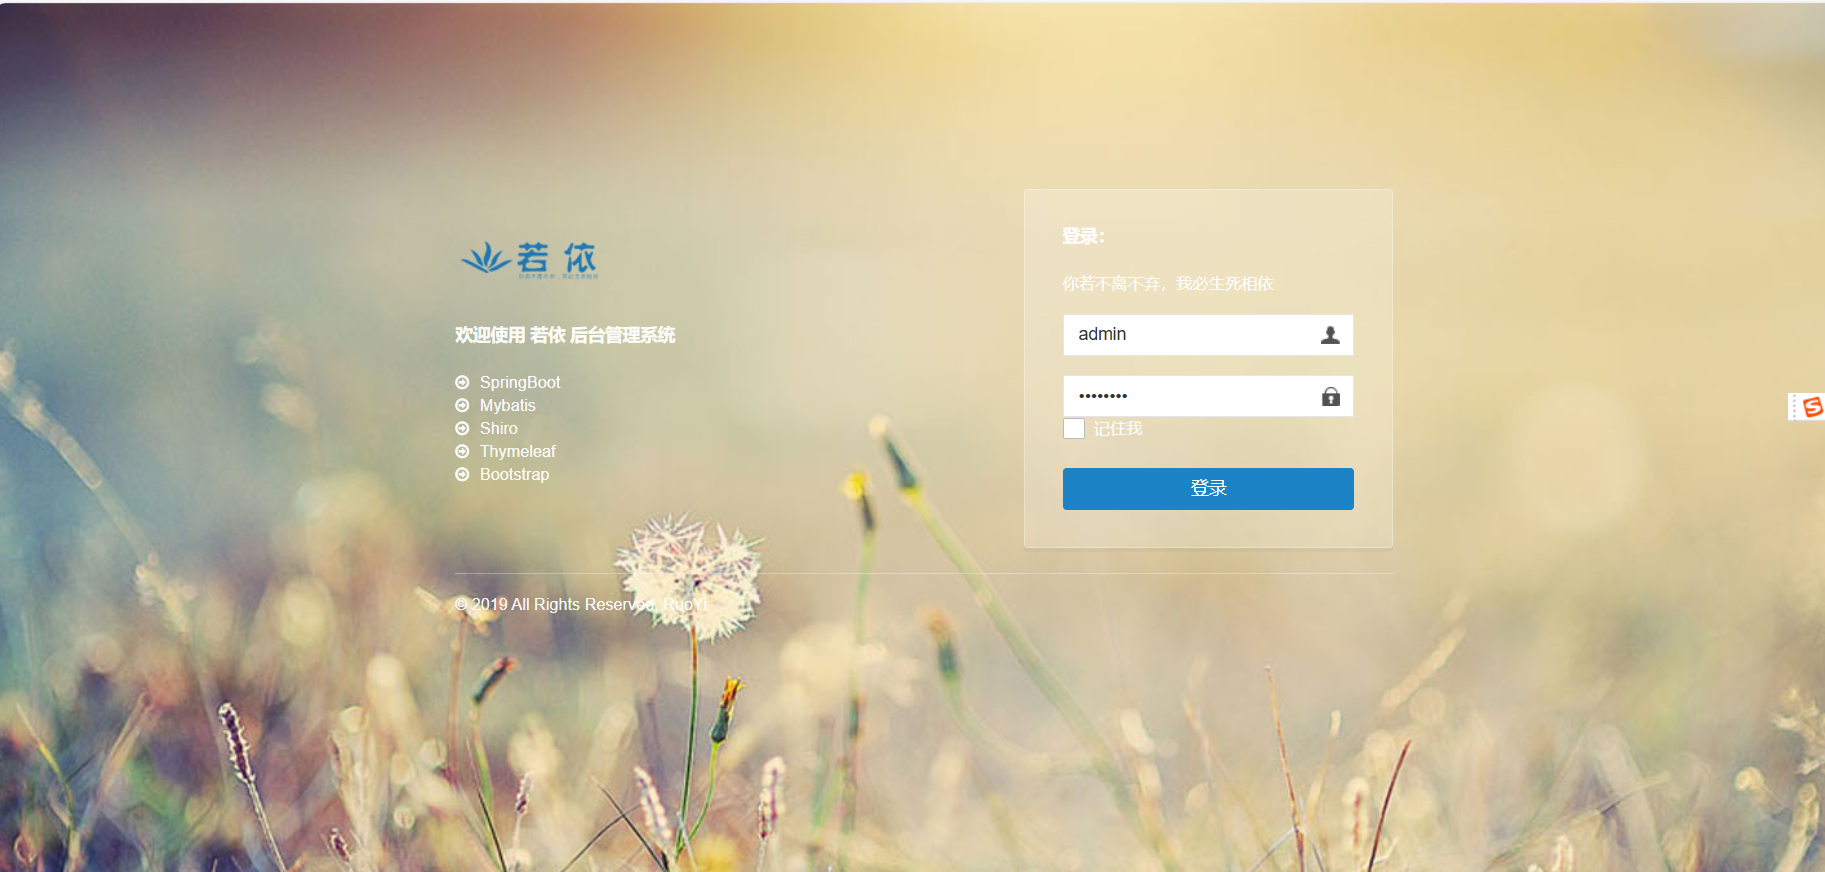 若 依
欢迎使用 若依 后台管理系统
SpringBoot
Mybatis
Shiro
Thymeleaf
Bootstrap
登录:
你若不离不弃，我必生死相依
admin
••••••••
记住我
登录
© 2019 All Rights Reserved. RuoYi